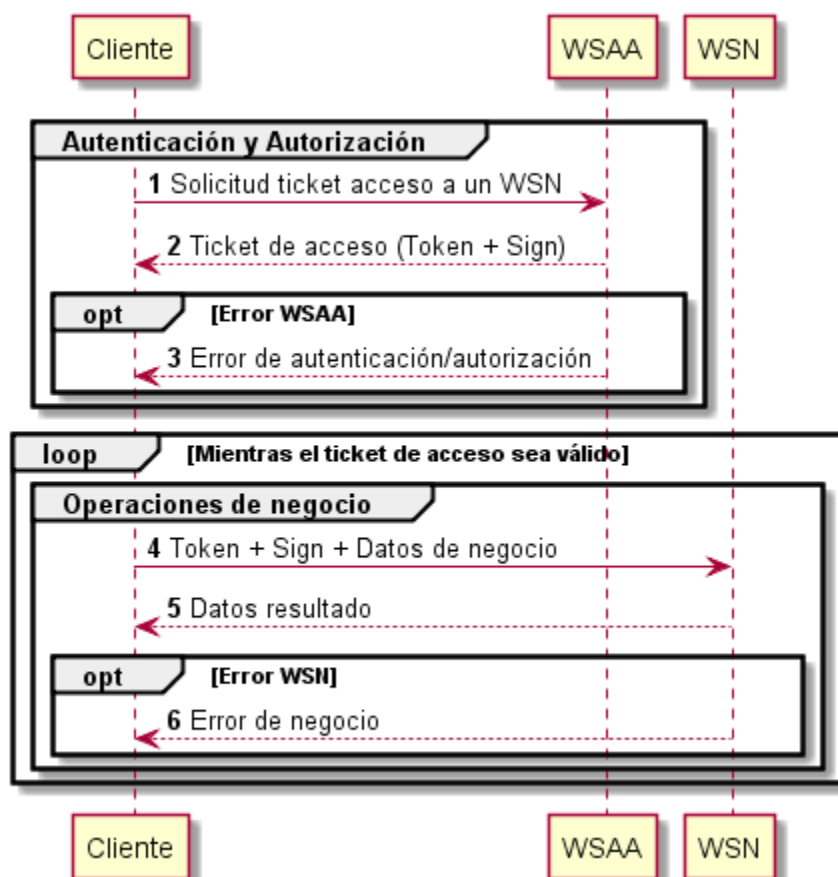 Cliente WSAA WSN
Autenticación y Autorización
1 Solicitud ticket acceso a un WSN
2 Ticket de acceso (Token + Sign)
opt [Error WSAA]
3 Error de autenticación/autorización
loop [Mientras el ticket de acceso sea válido]
Operaciones de negocio
4 Token + Sign + Datos de negocio
5 Datos resultado
opt [Error WSN]
6 Error de negocio
Cliente WSAA WSN